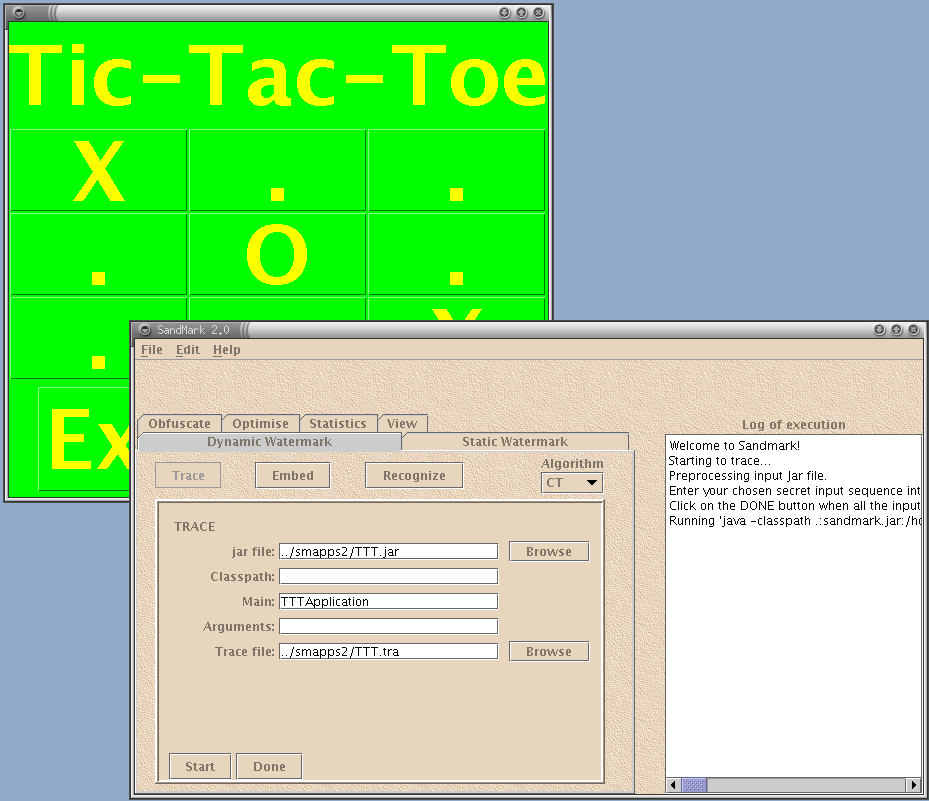 Tic-Tac-Toe
X . .
. O .
.
SandMark 2.0
File Edit Help
Obfuscate Optimise Statistics View
Dynamic Watermark Static Watermark
Trace Embed Recognize
Algorithm
CT
TRACE
jar file: ../smapps2/TTT.jar Browse
Classpath:
Main: TTTApplication
Arguments:
Trace file: ../smapps2/TTT.tra Browse
Start Done
Log of execution
Welcome to Sandmark!
Starting to trace...
Preprocessing input Jar file.
Enter your chosen secret input sequence int
Click on the DONE button when all the input
Running 'java -classpath .:sandmark.jar:/ho